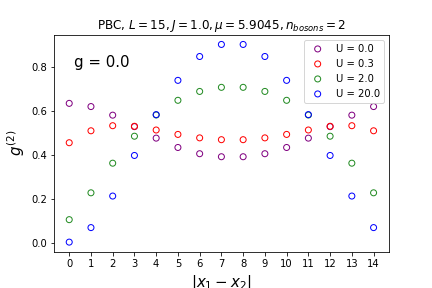 PBC, L = 15, J = 1.0, μ = 5.9045, n_bosons = 2
g = 0.0
U = 0.0
U = 0.3
U = 2.0
U = 20.0
0.8
0.6
0.4
0.2
0.0
g^(2)
0 1 2 3 4 5 6 7 8 9 10 11 12 13 14
|x₁ − x₂|